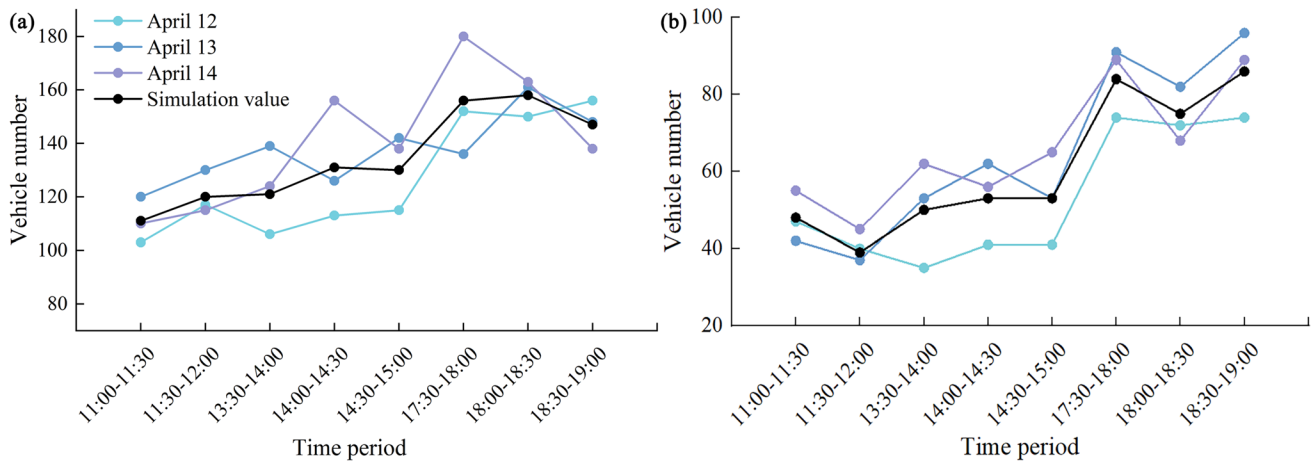 (a)
April 12
April 13
April 14
Simulation value
Vehicle number
180
160
140
120
100
80
11:00-11:30
11:30-12:00
13:30-14:00
14:00-14:30
14:30-15:00
17:30-18:00
18:00-18:30
18:30-19:00
Time period
(b)
Vehicle number
100
80
60
40
20
11:00-11:30
11:30-12:00
13:30-14:00
14:00-14:30
14:30-15:00
17:30-18:00
18:00-18:30
18:30-19:00
Time period